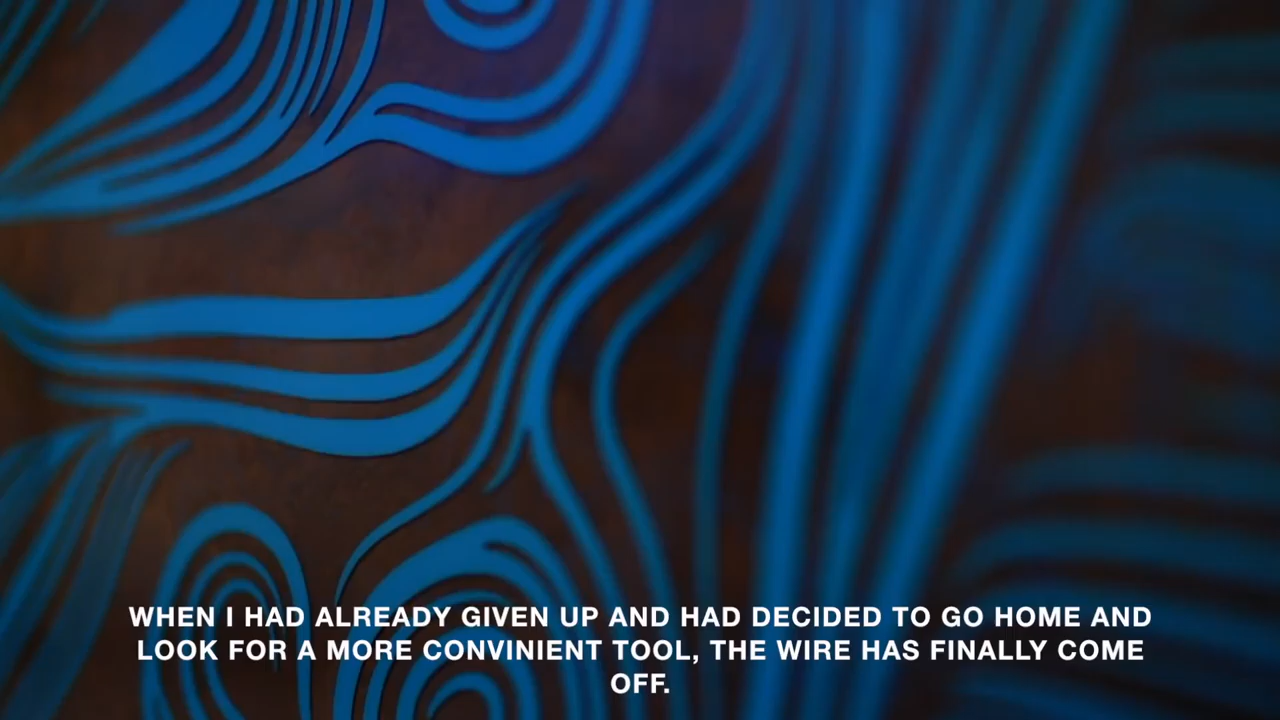 WHEN I HAD ALREADY GIVEN UP AND HAD DECIDED TO GO HOME AND
LOOK FOR A MORE CONVINIENT TOOL, THE WIRE HAS FINALLY COME
OFF.